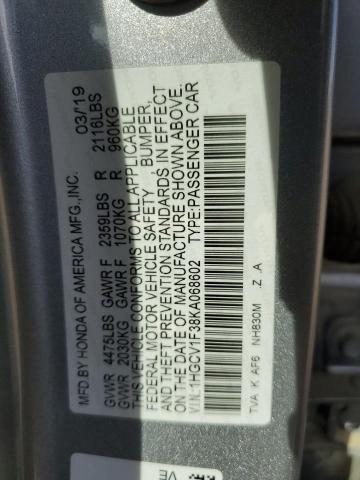 MFD. BY HONDA OF AMERICA MFG.,INC. 03/19
GVWR 4475LBS GAWR F 2359LBS R 2116LBS
GVWR 2030KG GAWR F 1070KG R 960KG
THIS VEHICLE CONFORMS TO ALL APPLICABLE
FEDERAL MOTOR VEHICLE SAFETY, BUMPER,
AND THEFT PREVENTION STANDARDS IN EFFECT
ON THE DATE OF MANUFACTURE SHOWN ABOVE.
V.I.N.:1HGCV1F38KA068602 TYPE:PASSENGER CAR
TVA K AF6 NH830M Z .A
VE